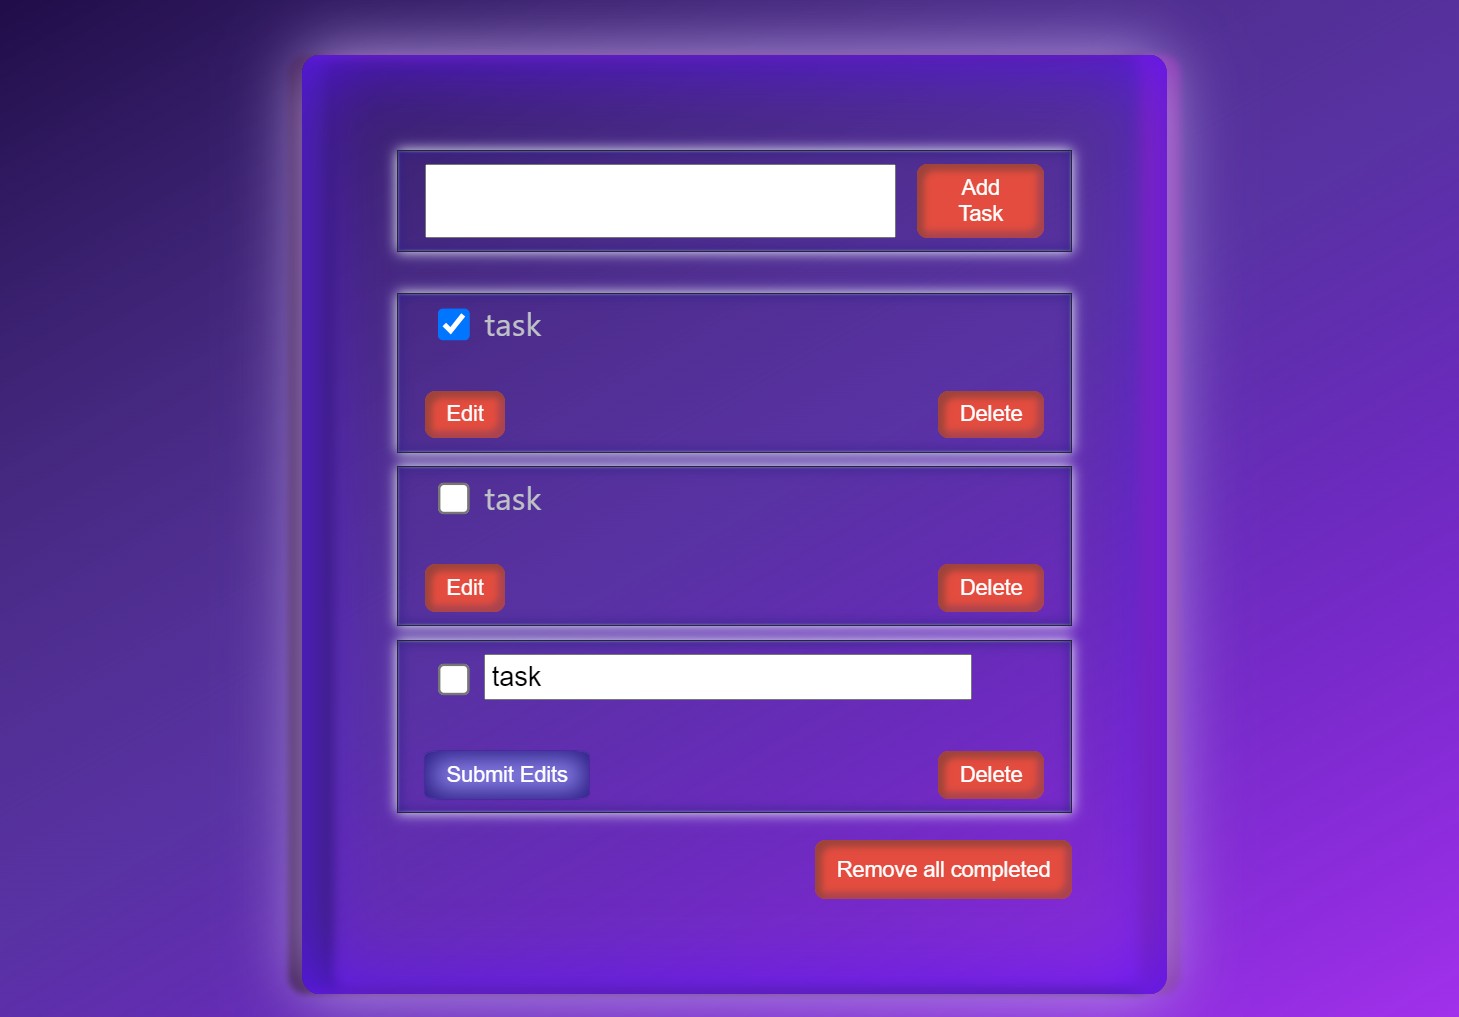 Add
Task
task
Edit Delete
task
Edit Delete
task
Submit Edits Delete
Remove all completed